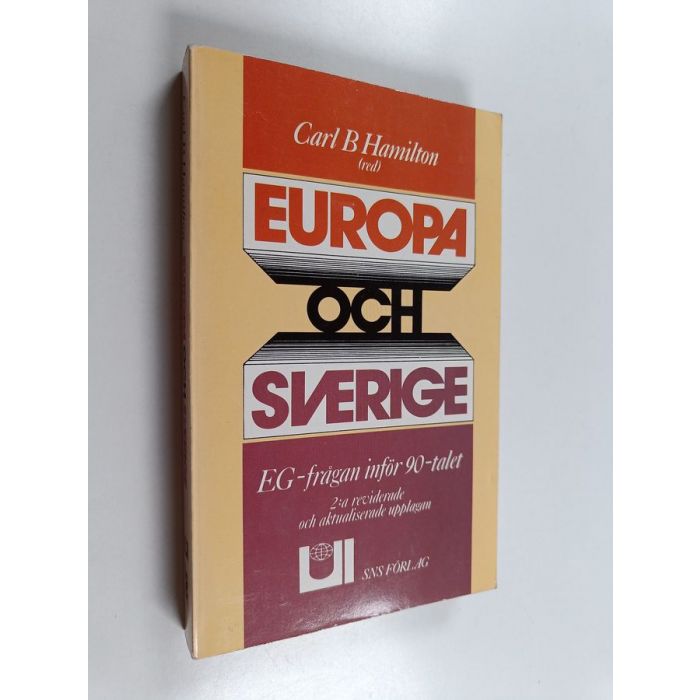 Carl B Hamilton
(red)
EUROPA
OCH
SVERIGE
EG-frågan inför 90-talet
2:a reviderade
och aktualiserade upplagan
UI
SNS FÖRLAG